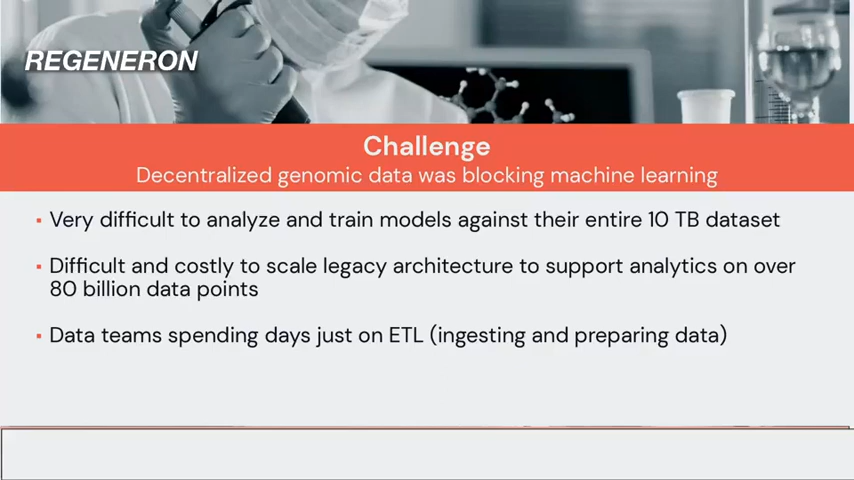 REGENERON
Challenge
Decentralized genomic data was blocking machine learning
▪ Very difficult to analyze and train models against their entire 10 TB dataset
▪ Difficult and costly to scale legacy architecture to support analytics on over
80 billion data points
▪ Data teams spending days just on ETL (ingesting and preparing data)